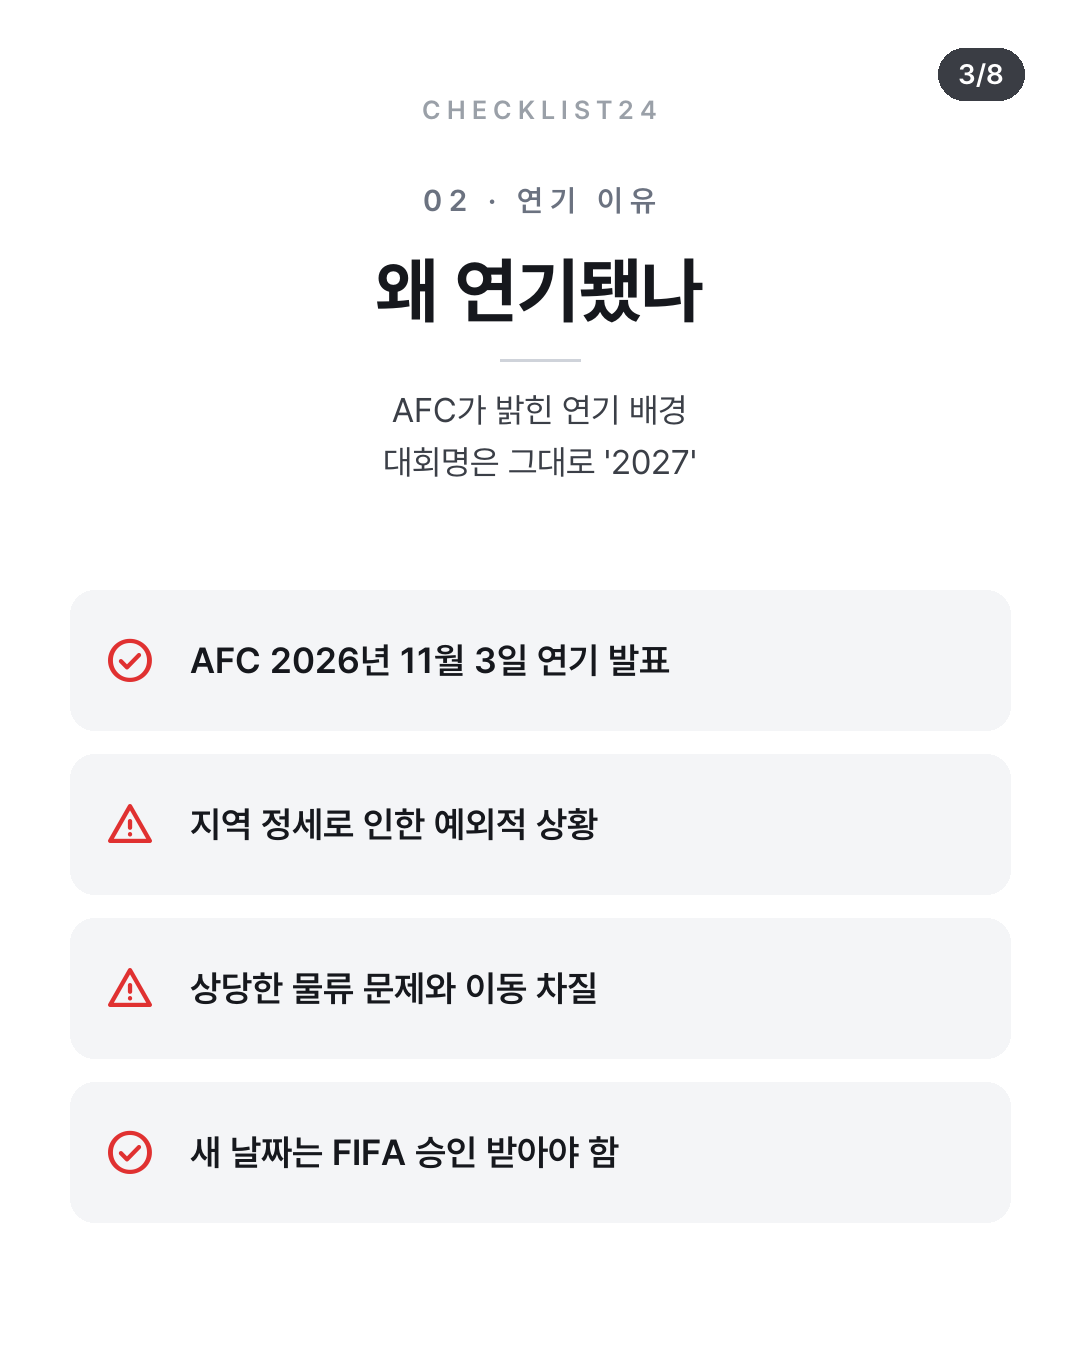 3/8
CHECKLIST24
02 · 연기 이유
왜 연기됐나
AFC가 밝힌 연기 배경
대회명은 그대로 '2027'
AFC 2026년 11월 3일 연기 발표
지역 정세로 인한 예외적 상황
상당한 물류 문제와 이동 차질
새 날짜는 FIFA 승인 받아야 함